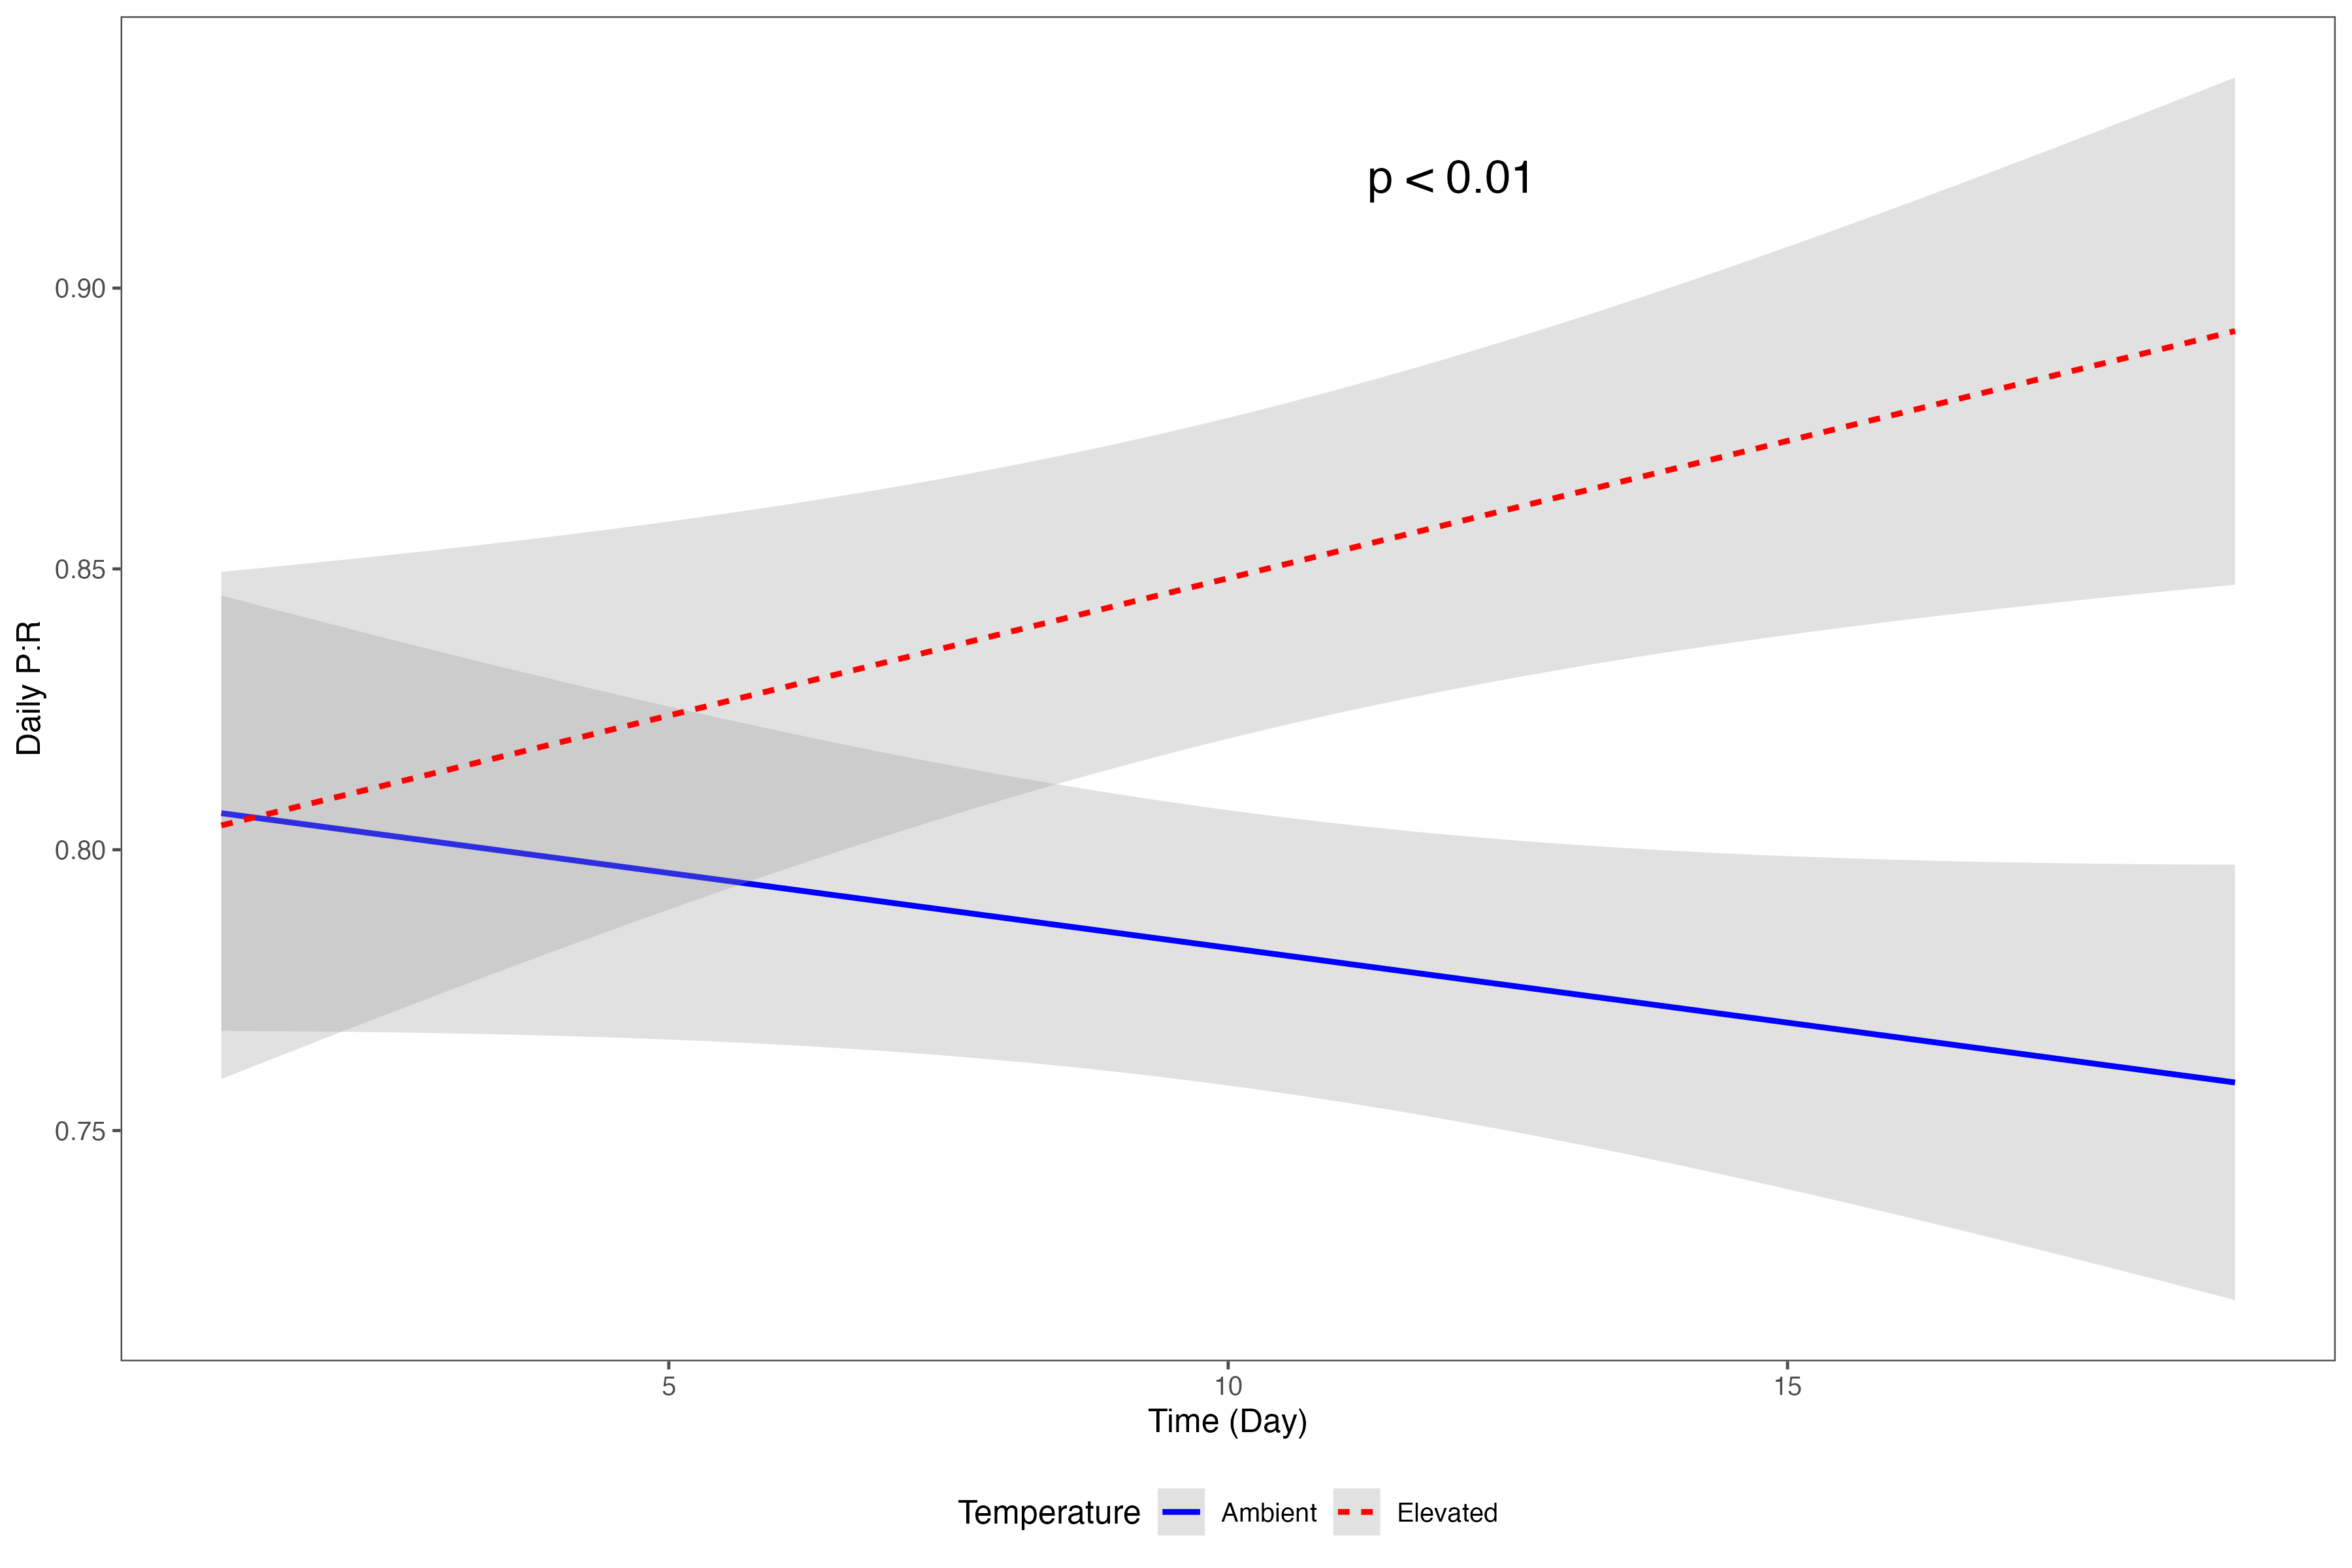 p < 0.01
0.90
0.85
0.80
0.75
Daily P:R
5 10 15
Time (Day)
Temperature Ambient Elevated